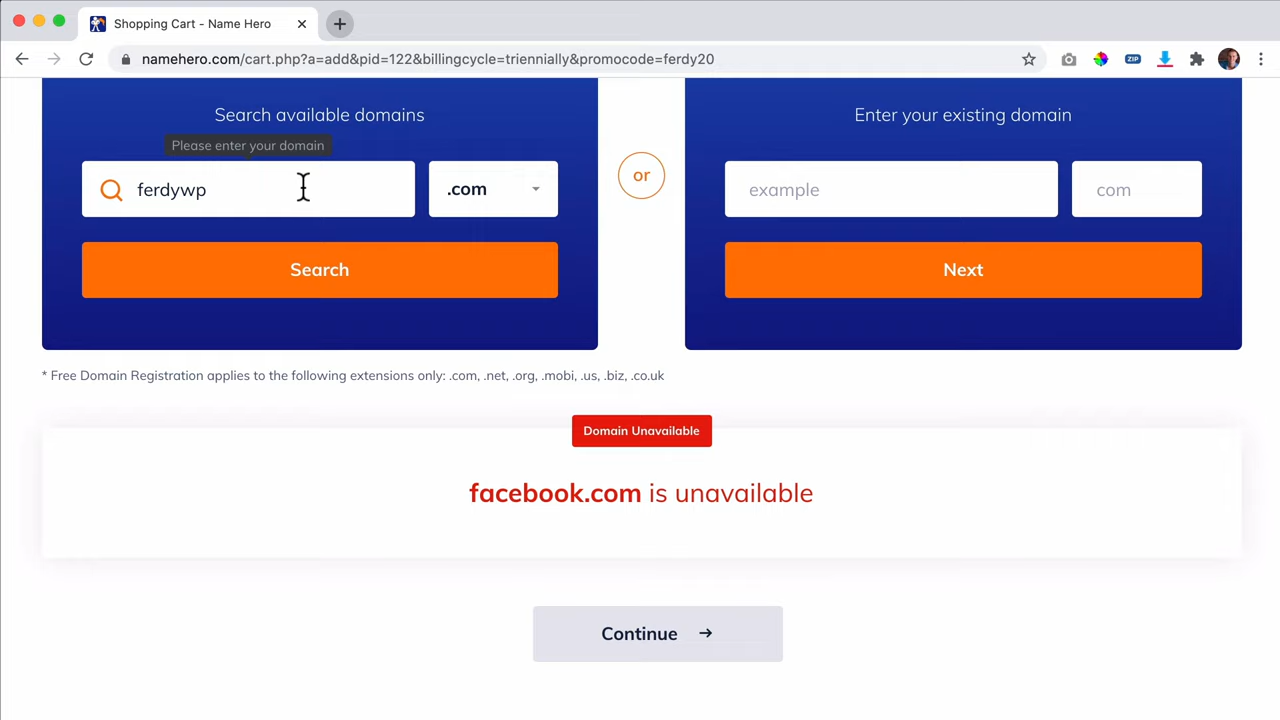 Shopping Cart - Name Hero
namehero.com/cart.php?a=add&pid=122&billingcycle=triennially&promocode=ferdy20
ZIP
Search available domains
Please enter your domain
ferdywp
.com
Search
or
Enter your existing domain
example
com
Next
* Free Domain Registration applies to the following extensions only: .com, .net, .org, .mobi, .us, .biz, .co.uk
Domain Unavailable
facebook.com is unavailable
Continue →